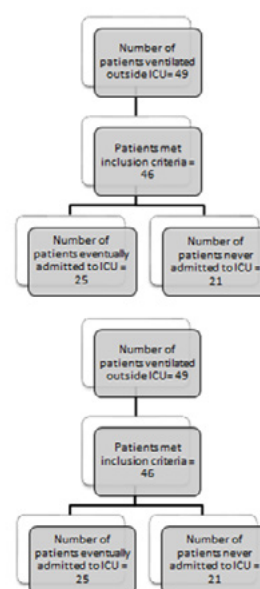 Number of
patients ventilated
outside ICU= 49
Patients met
inclusion criteria =
46
Number of
patients eventually
admitted to ICU =
25
Number of
patients never
admitted to ICU =
21
Number of
patients ventilated
outside ICU= 49
Patients met
inclusion criteria =
46
Number of
patients eventually
admitted to ICU =
25
Number of
patients never
admitted to ICU =
21